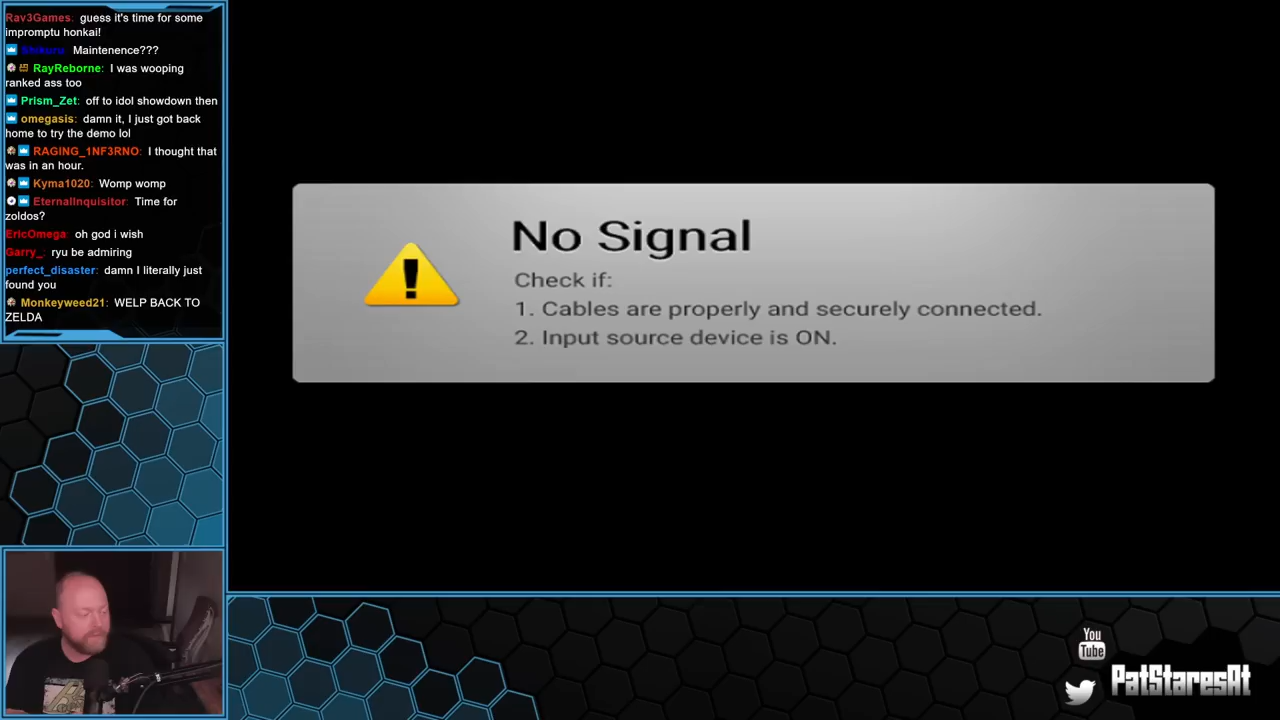 Rav3Games: guess it's time for some
impromptu honkai!
Shikuru: Maintenence???
RayReborne: I was wooping
ranked ass too
Prism_Zet: off to idol showdown then
omegasis: damn it, I just got back
home to try the demo lol
RAGING_1NF3RNO: I thought that
was in an hour.
Kyma1020: Womp womp
EternalInquisitor: Time for
zoldos?
EricOmega: oh god i wish
Garry_: ryu be admiring
perfect_disaster: damn I literally just
found you
Monkeyweed21: WELP BACK TO
ZELDA
No Signal
Check if:
1. Cables are properly and securely connected.
2. Input source device is ON.
You
Tube
PatStaresAt